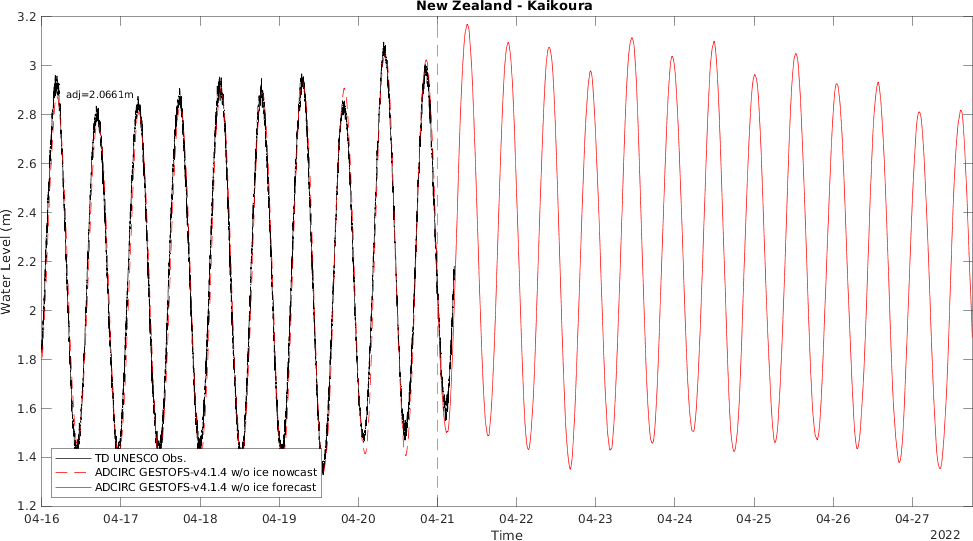 New Zealand - Kaikoura
3.2
3
2.8
2.6
2.4
2.2
2
1.8
1.6
1.4
1.2
Water Level (m)
adj=2.0661m
TD UNESCO Obs.
ADCIRC GESTOFS-v4.1.4 w/o ice nowcast
ADCIRC GESTOFS-v4.1.4 w/o ice forecast
04-16 04-17 04-18 04-19 04-20 04-21 04-22 04-23 04-24 04-25 04-26 04-27
Time
2022